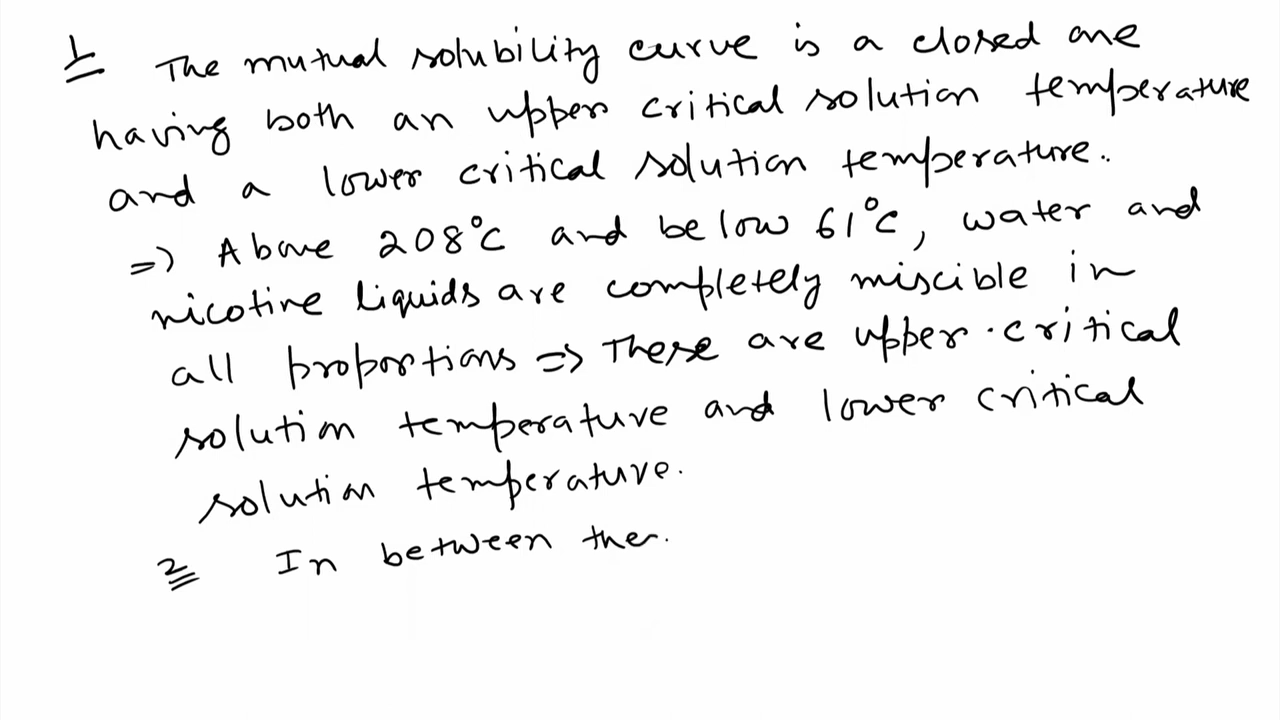 1 The mutual solubility curve is a closed one
having both an upper critical solution temperature
and a lower critical solution temperature.
=> Above 208°C and below 61°C, water and
nicotine liquids are completely miscible in
all proportions => These are upper critical
solution temperature and lower critical
solution temperature.
2 In between the